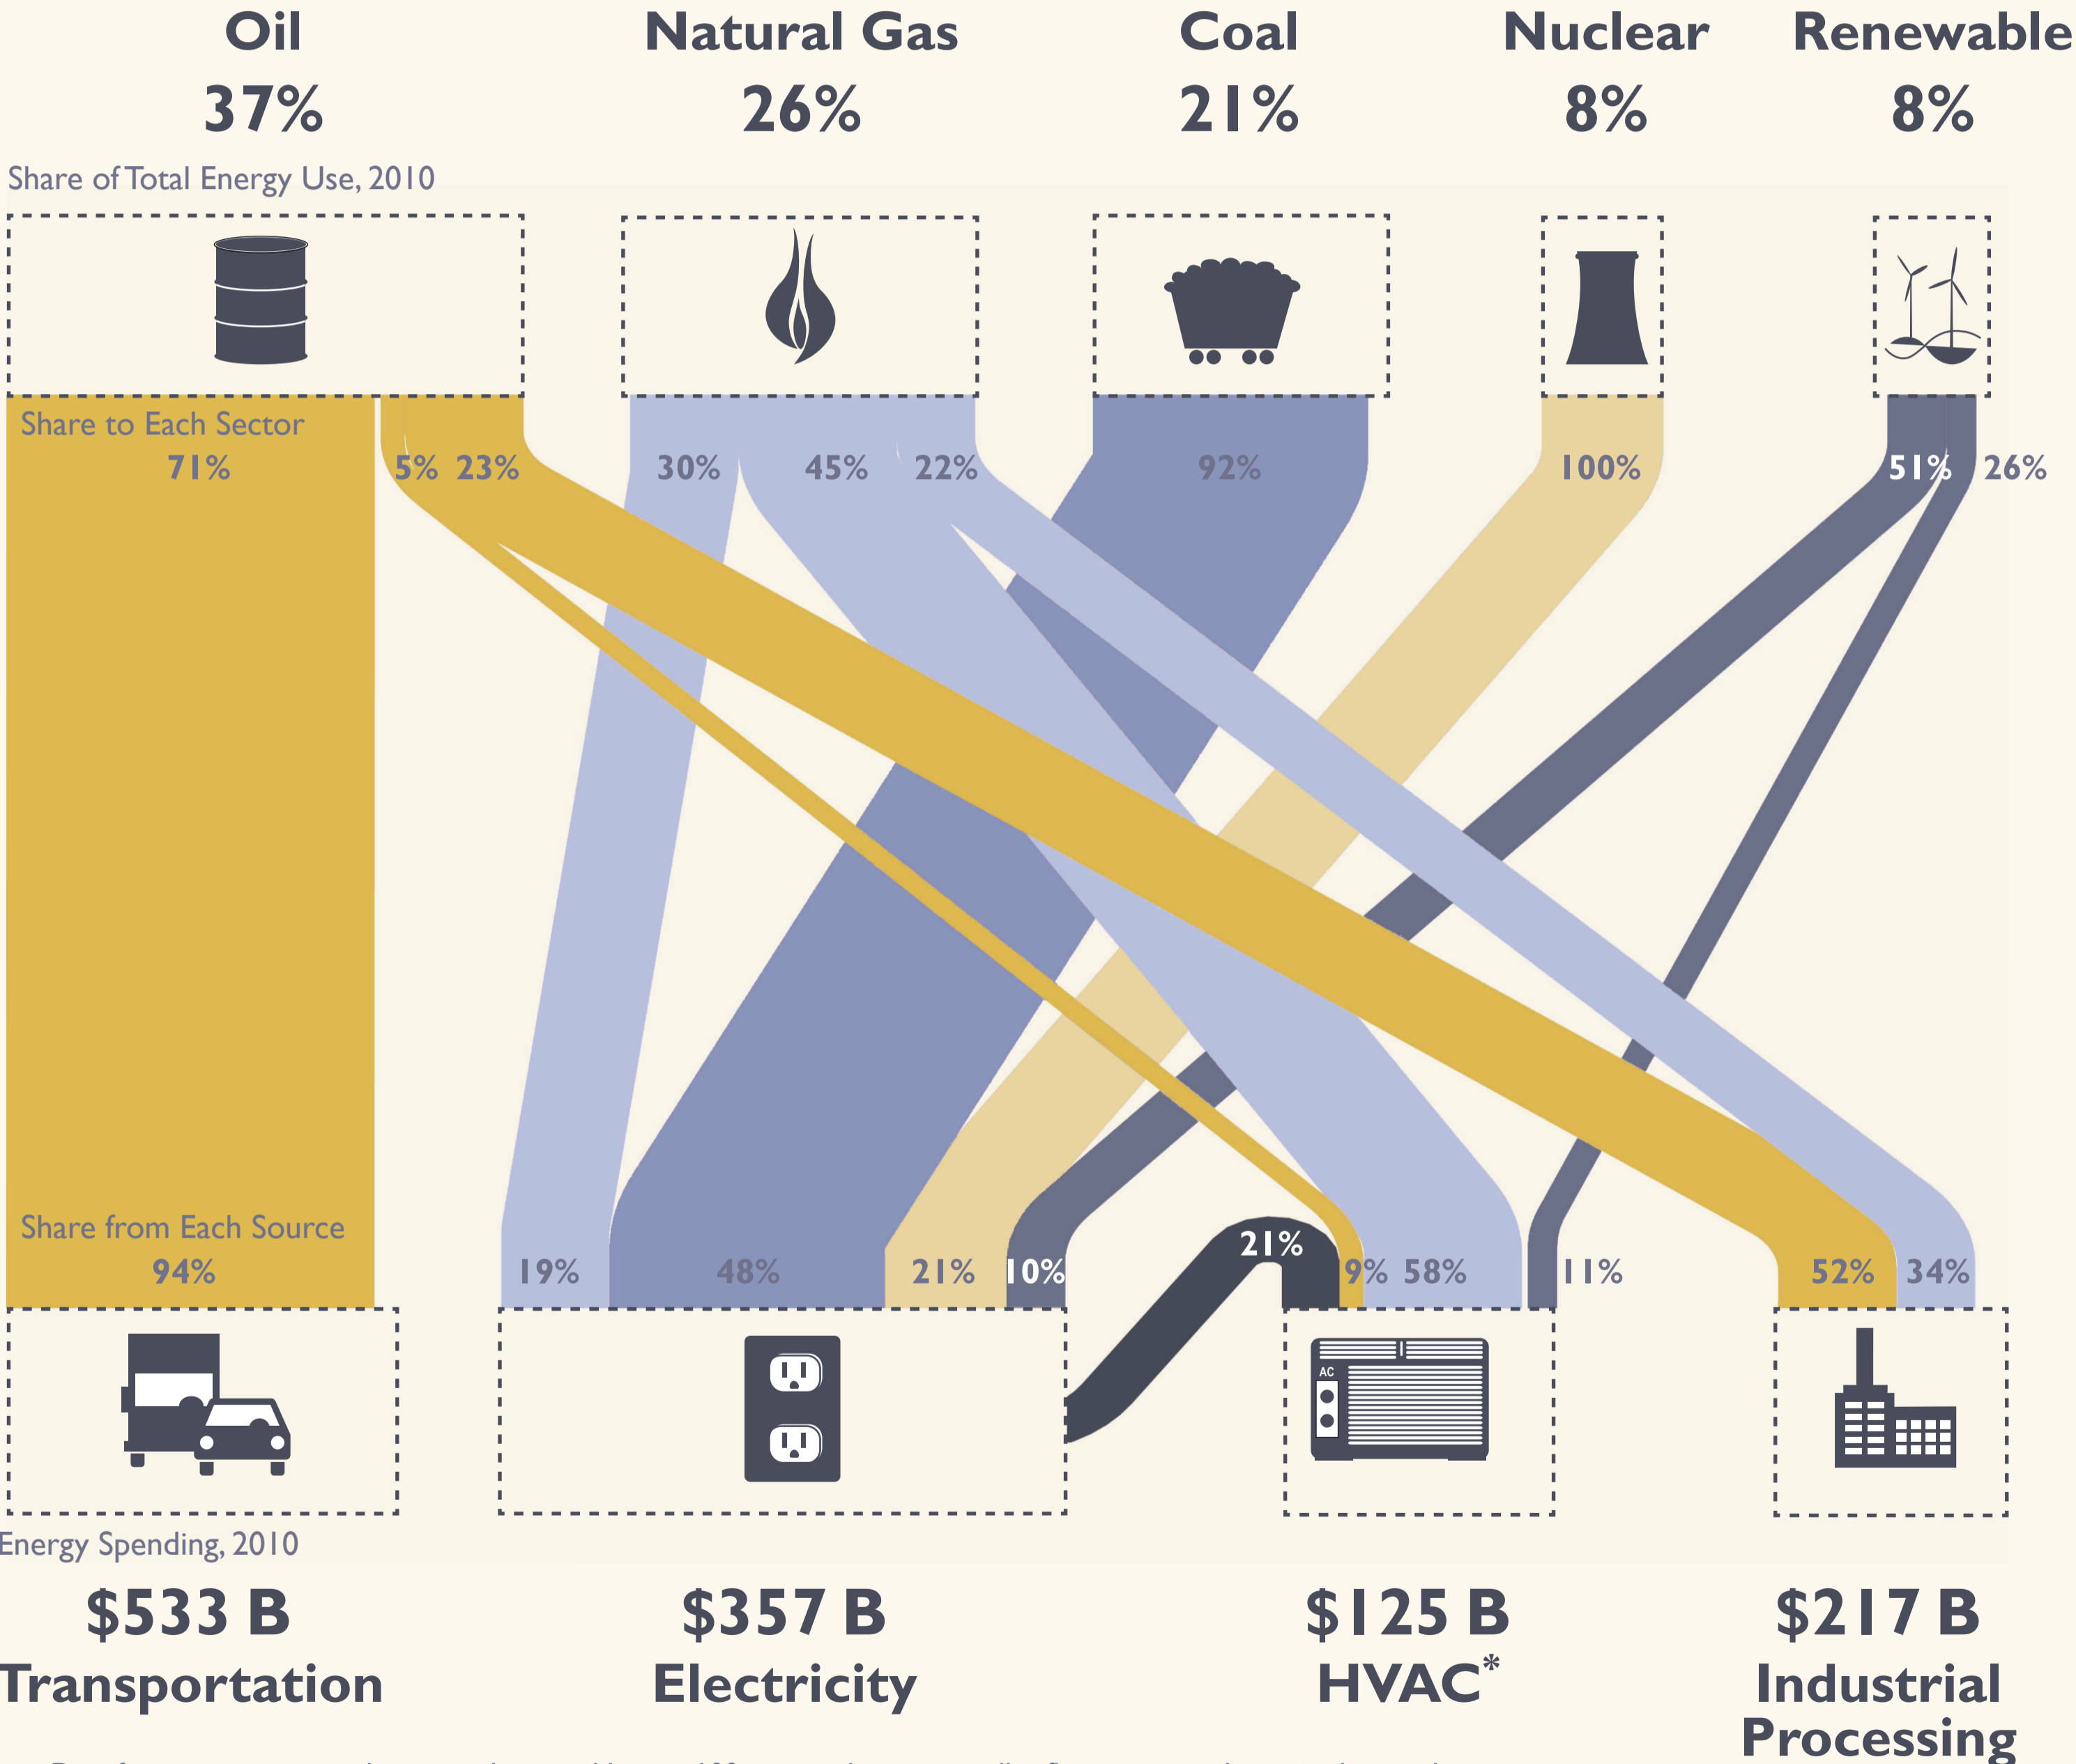 Oil Natural Gas Coal Nuclear Renewable
37% 26% 21% 8% 8%
Share of Total Energy Use, 2010
Share to Each Sector
71% 5% 23% 30% 45% 22% 92% 100% 51% 26%
Share from Each Source
21%
94% 19% 48% 21% 10% 9% 58% 11% 52% 34%
AC
Energy Spending, 2010
$533 B $357 B $125 B $217 B
Transportation Electricity HVAC* Industrial
Processing